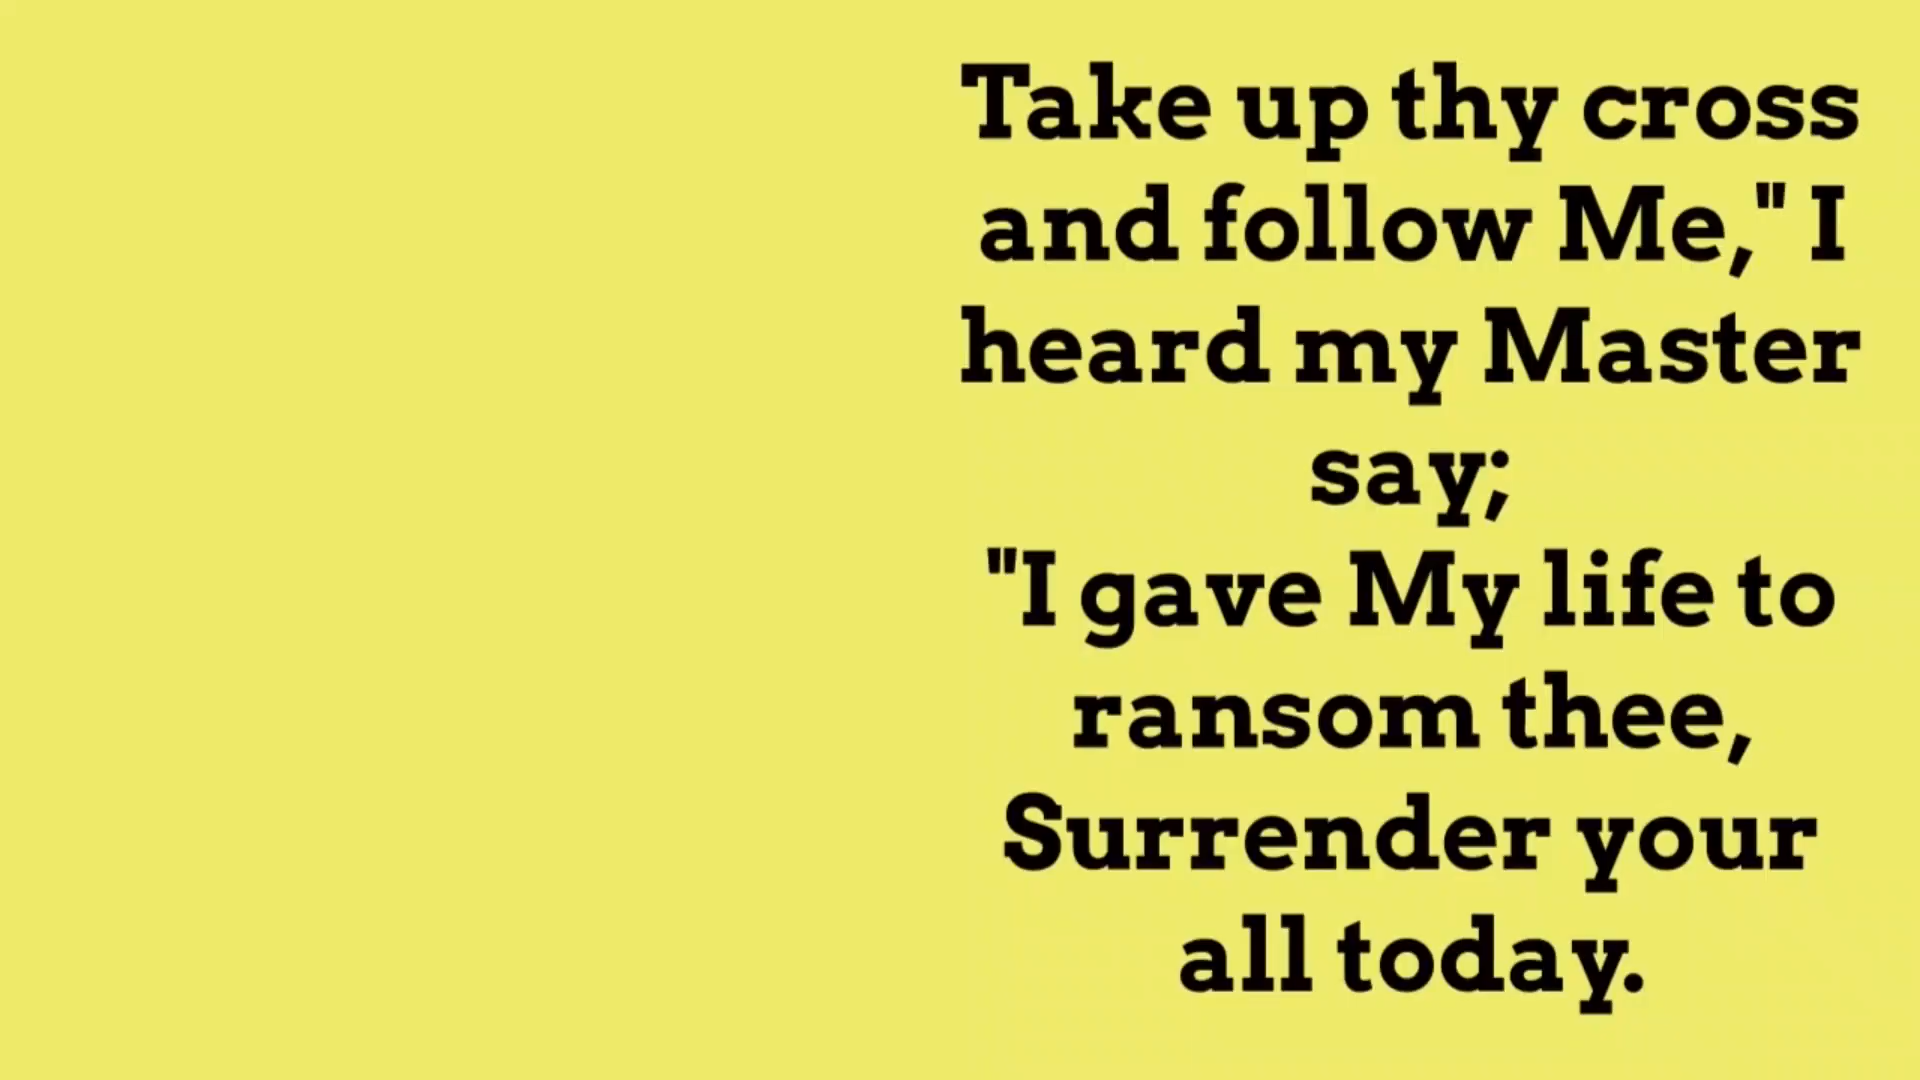 Take up thy cross
and follow Me," I
heard my Master
say;
"I gave My life to
ransom thee,
Surrender your
all today.